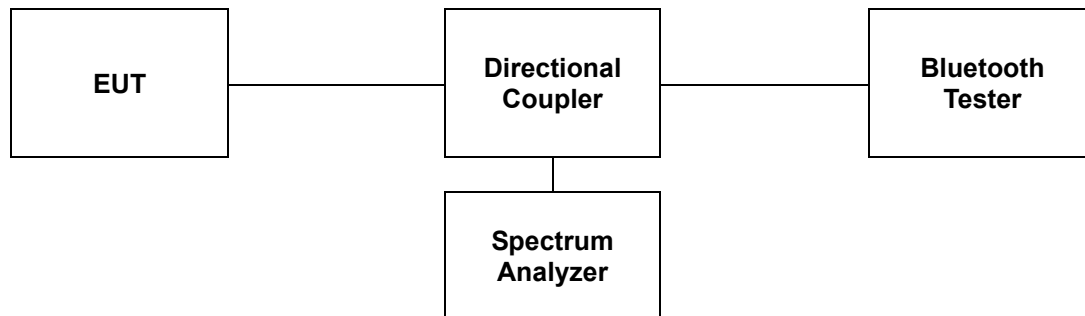 EUT
Directional
Coupler
Bluetooth
Tester
Spectrum
Analyzer